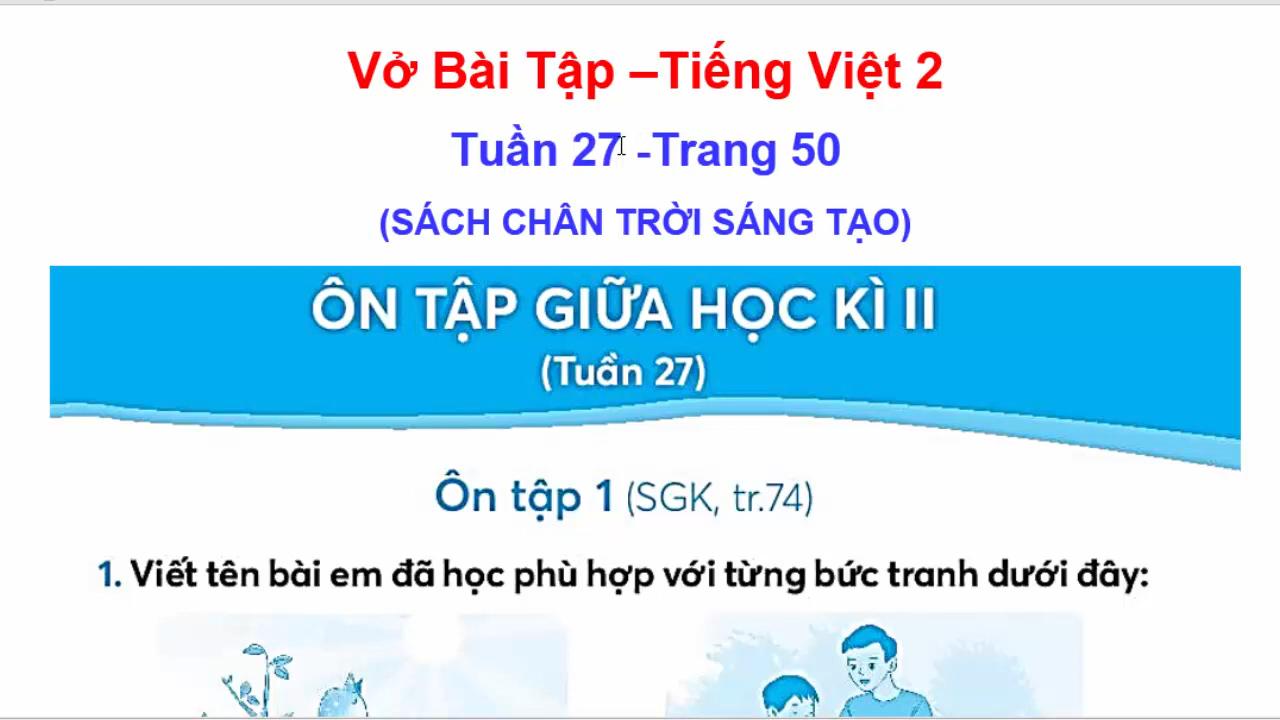 Vở Bài Tập –Tiếng Việt 2
Tuần 27 -Trang 50
(SÁCH CHÂN TRỜI SÁNG TẠO)
ÔN TẬP GIỮA HỌC KÌ II
(Tuần 27)
Ôn tập 1 (SGK, tr.74)
1. Viết tên bài em đã học phù hợp với từng bức tranh dưới đây: